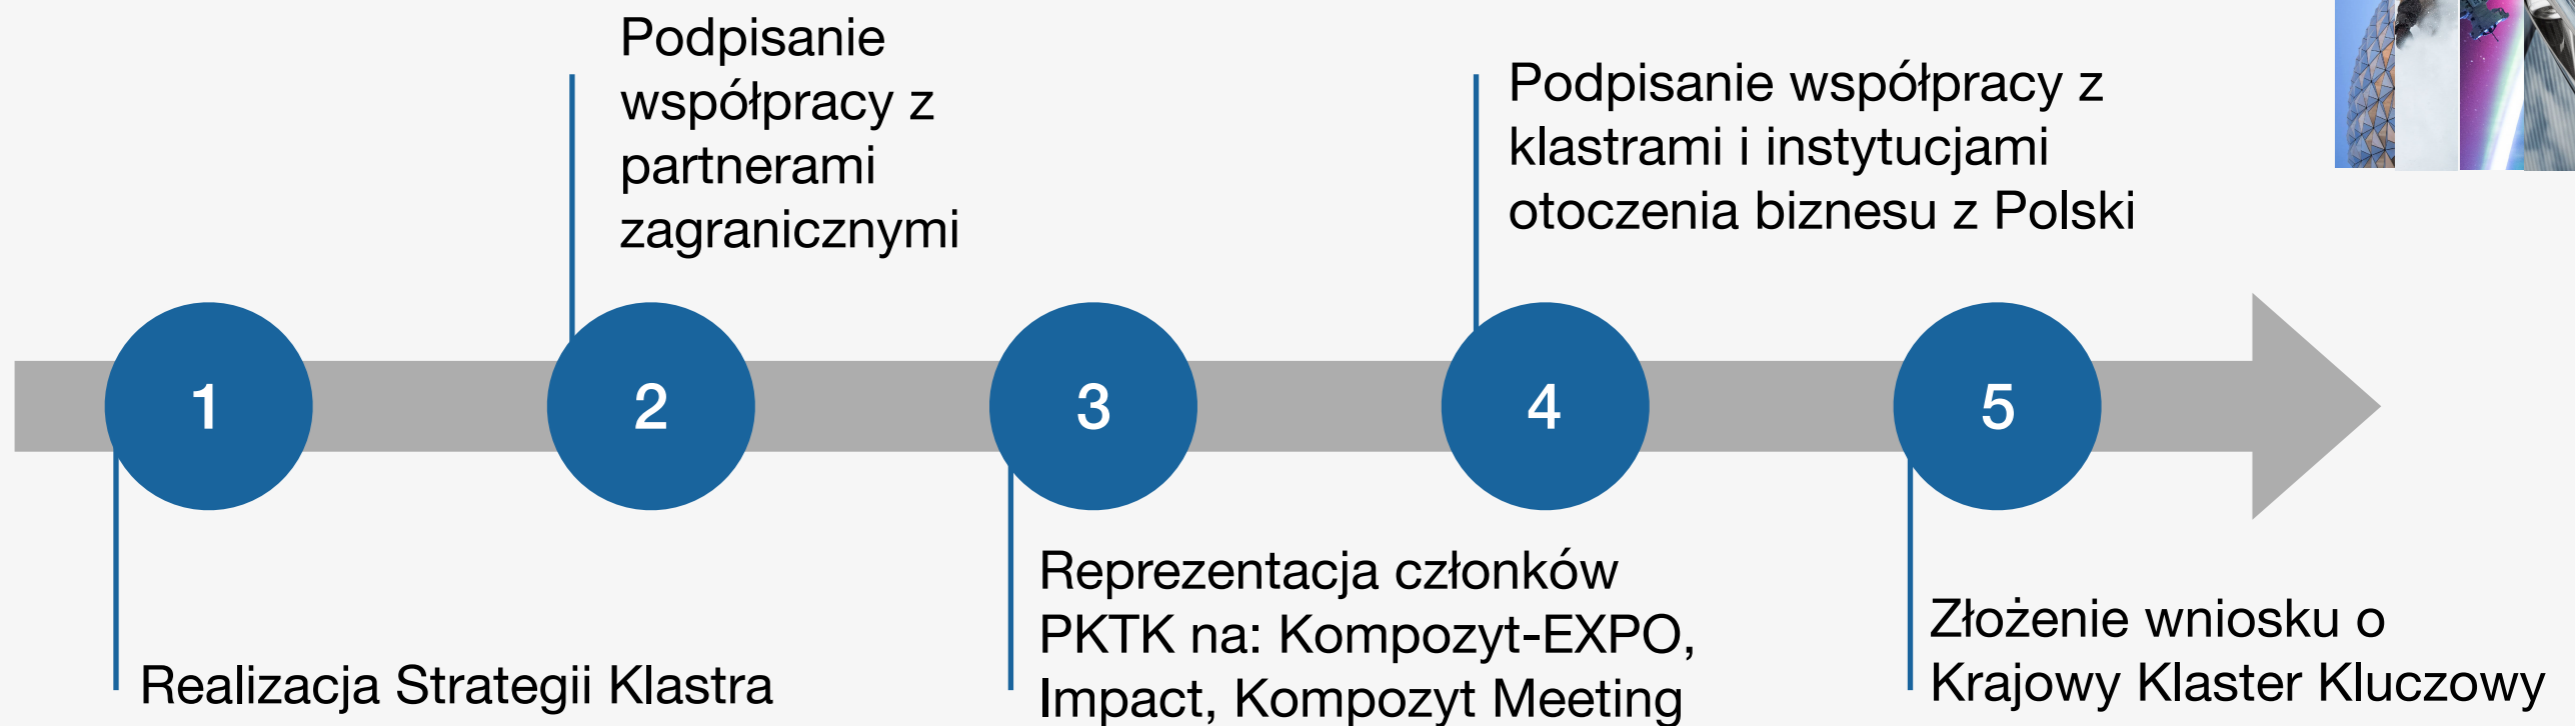 Podpisanie
współpracy z
partnerami
zagranicznymi
Podpisanie współpracy z
klastrami i instytucjami
otoczenia biznesu z Polski
1
2
3
4
5
Realizacja Strategii Klastra
Reprezentacja członków
PKTK na: Kompozyt-EXPO,
Impact, Kompozyt Meeting
Złożenie wniosku o
Krajowy Klaster Kluczowy